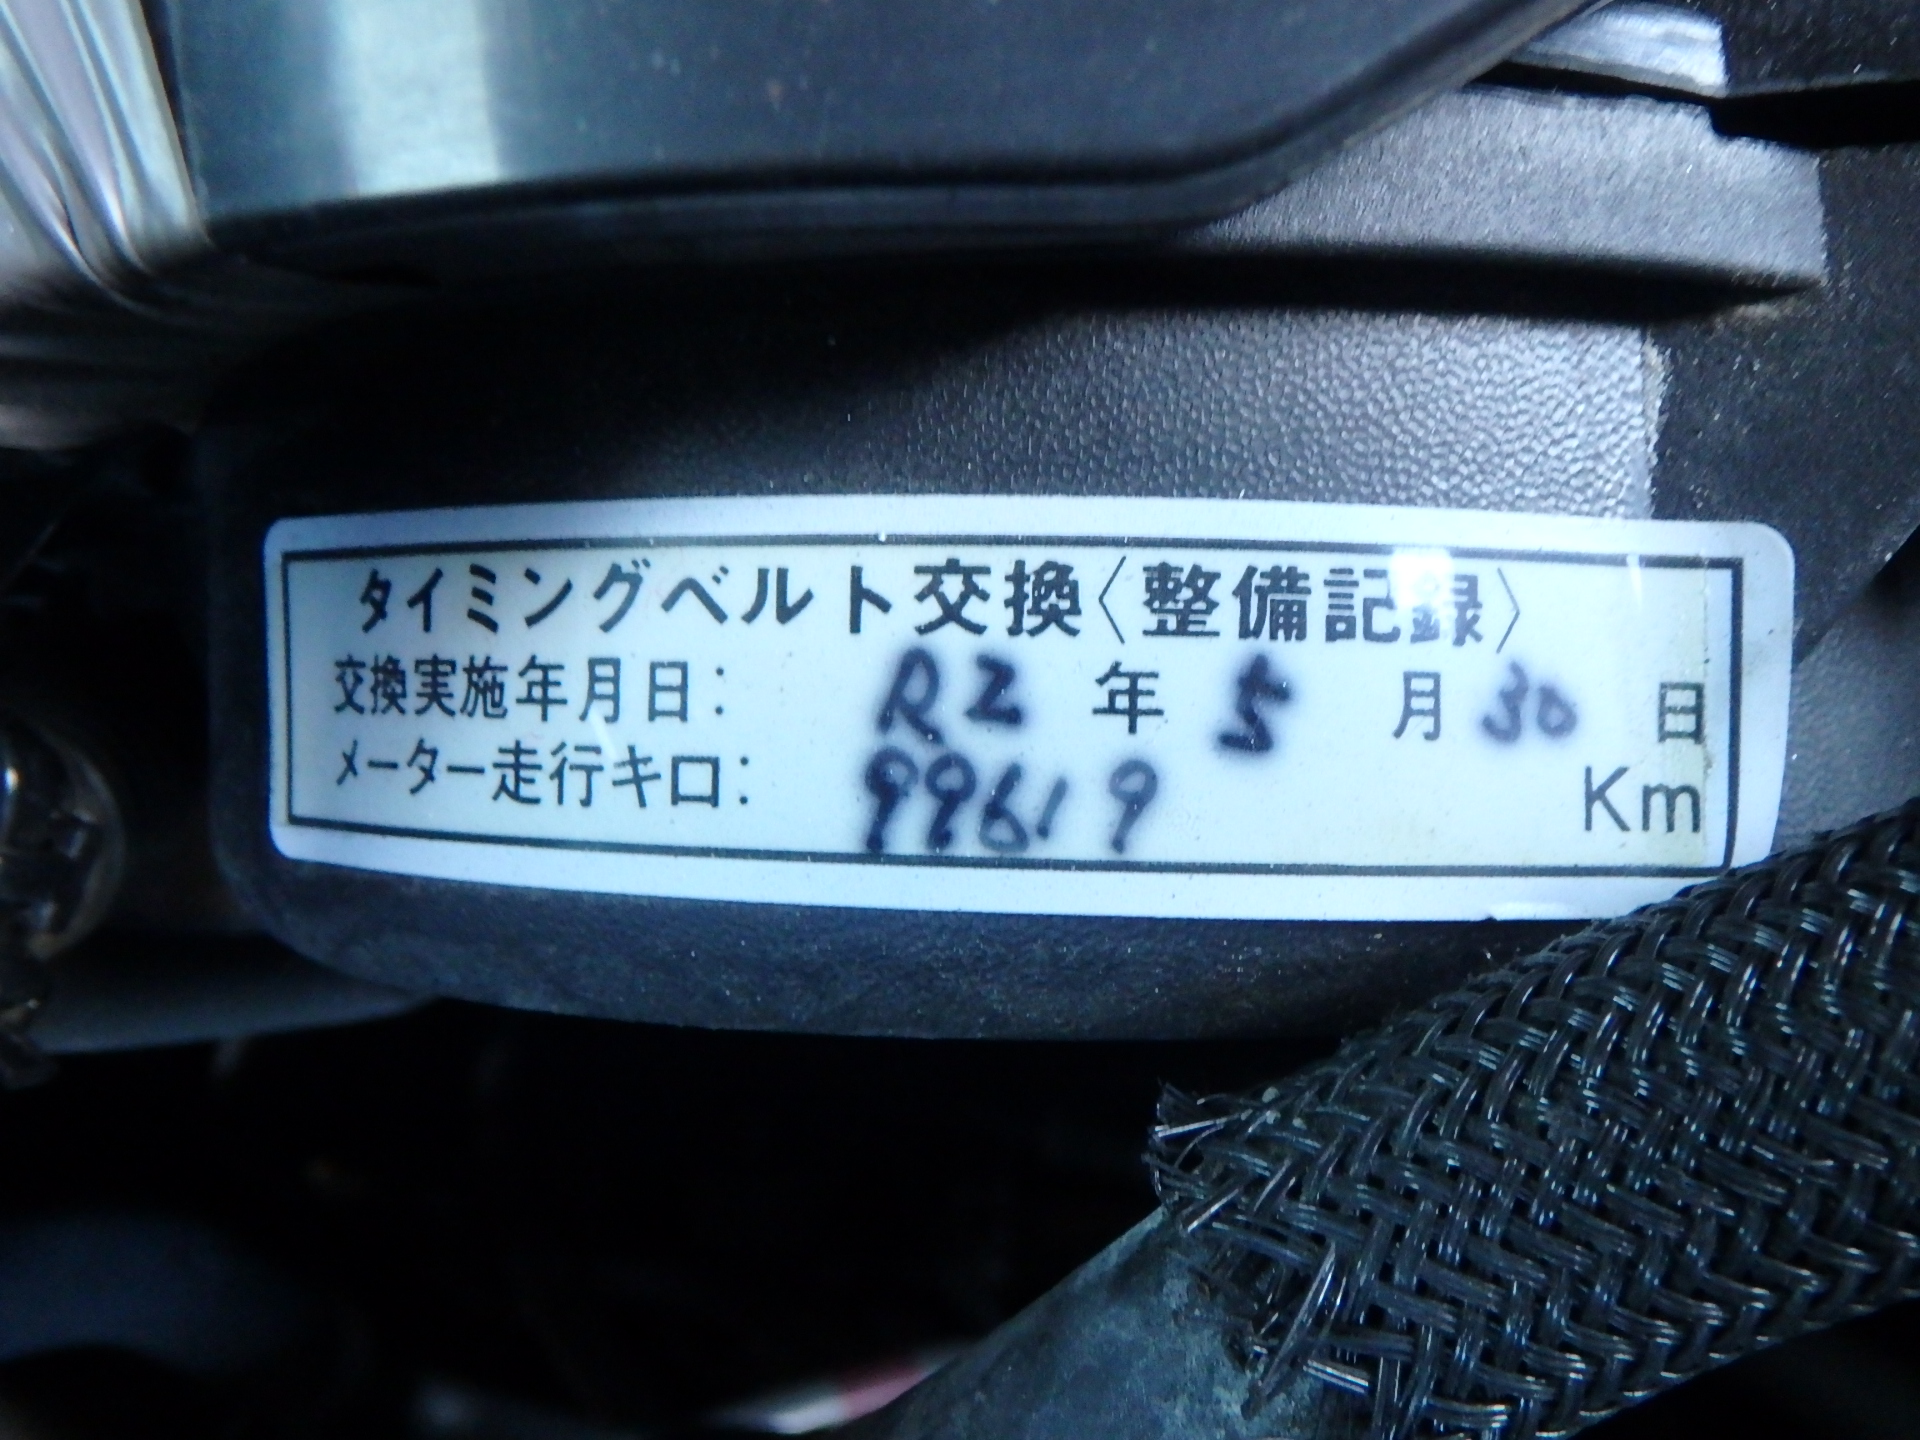 タイミングベルト交換〈整備記録〉
交換実施年月日： R2 年 5 月 30 日
メーター走行キロ： 99619 Km